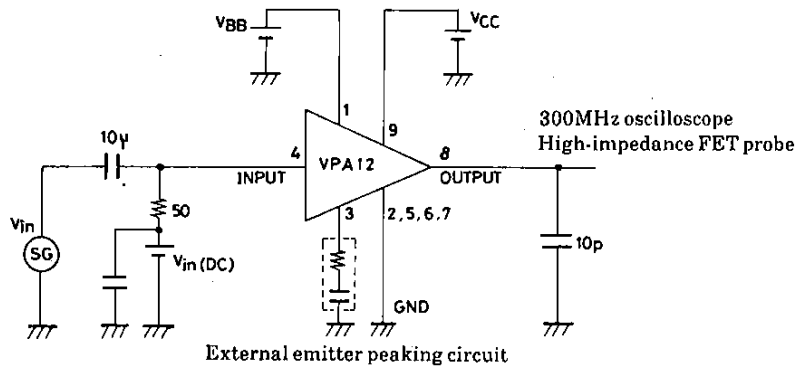 VBB
VCC
1
9
300MHz oscilloscope
High-impedance FET probe
10μ
4
VPA12
8
INPUT
OUTPUT
50
3
2,5,6,7
Vin
SG
Vin(DC)
10p
GND
External emitter peaking circuit